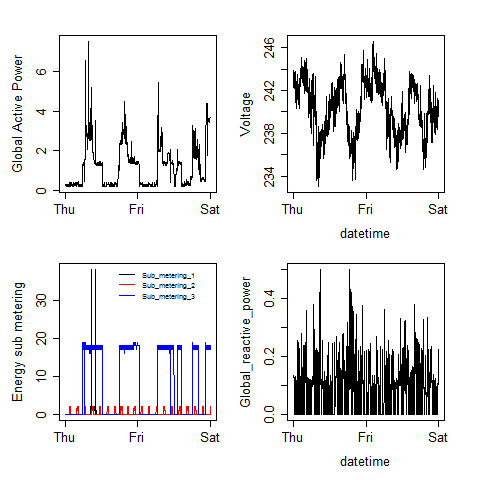 Global Active Power
6
4
2
0
Thu
Fri
Sat
Voltage
246
242
238
234
Thu
Fri
Sat
datetime
Energy sub metering
30
20
10
0
Sub_metering_1
Sub_metering_2
Sub_metering_3
Thu
Fri
Sat
Global_reactive_power
0.4
0.2
0.0
Thu
Fri
Sat
datetime